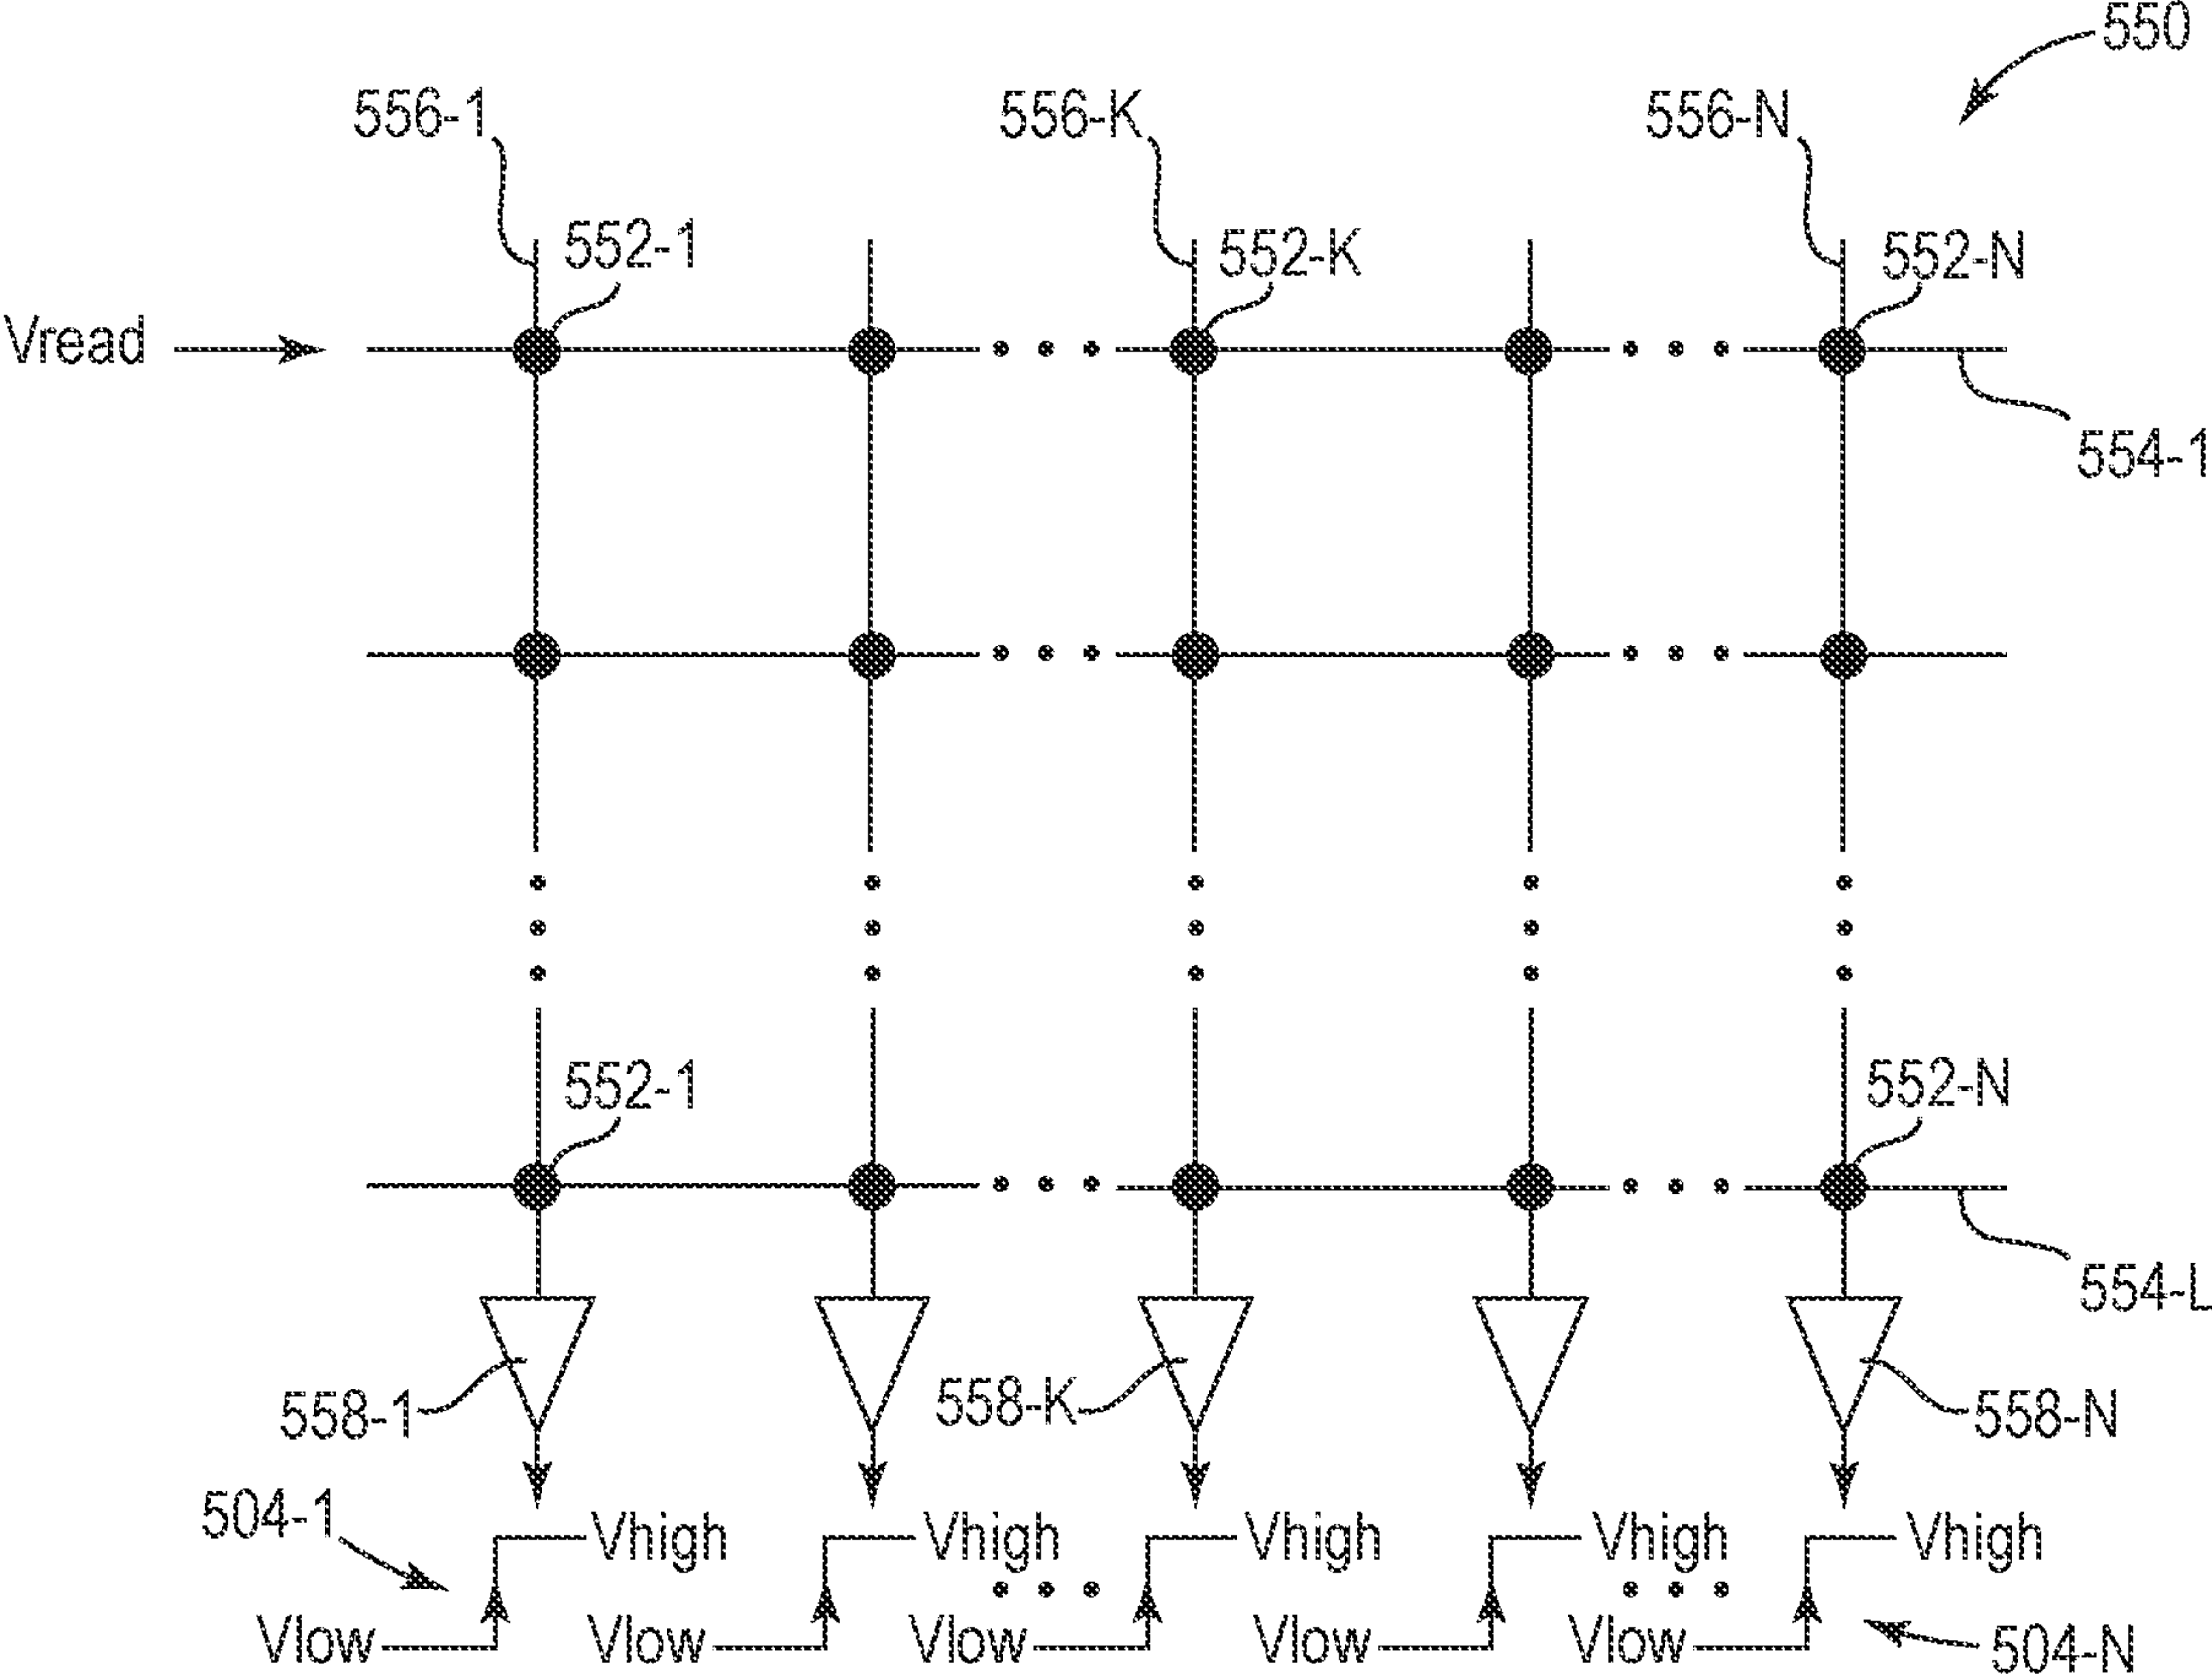 550
556-1 556-K 556-N
552-1 552-K 552-N
Vread
554-1
552-1 552-N
554-L
558-1 558-K 558-N
504-1 Vhigh Vhigh Vhigh Vhigh Vhigh
Vlow Vlow Vlow Vlow Vlow 504-N